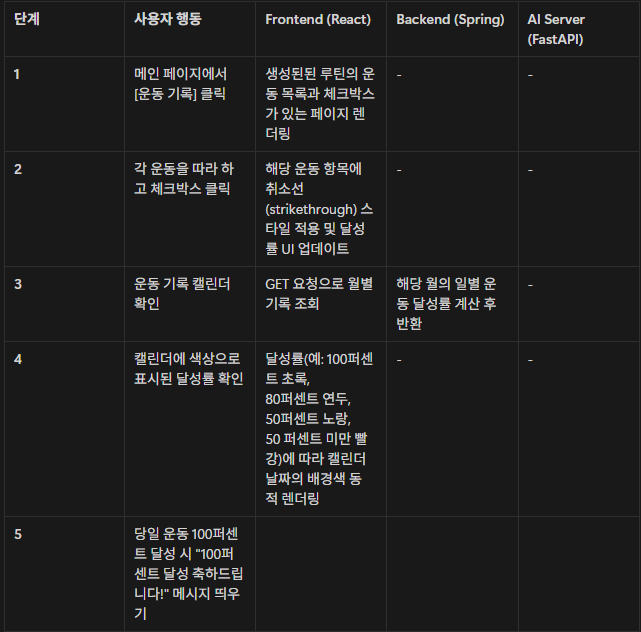 단계
사용자 행동
Frontend (React)
Backend (Spring)
AI Server
(FastAPI)
1
메인 페이지에서
[운동 기록] 클릭
생성된된 루틴의 운
동 목록과 체크박스
가 있는 페이지 렌
더링
-
-
2
각 운동을 따라 하
고 체크박스 클릭
해당 운동 항목에
취소선
(strikethrough) 스
타일 적용 및 달성
률 UI 업데이트
-
-
3
운동 기록 캘린더
확인
GET 요청으로 월별
기록 조회
해당 월의 일별 운
동 달성률 계산 후
반환
-
4
캘린더에 색상으로
표시된 달성률 확인
달성률(예: 100퍼센
트 초록,
80퍼센트 연두,
50퍼센트 노랑,
50 퍼센트 미만 빨
강)에 따라 캘린더
날짜의 배경색 동
적 렌더링
-
-
5
당일 운동 100퍼센
트 달성 시 "100퍼
센트 달성 축하드립
니다!" 메시지 띄우
기